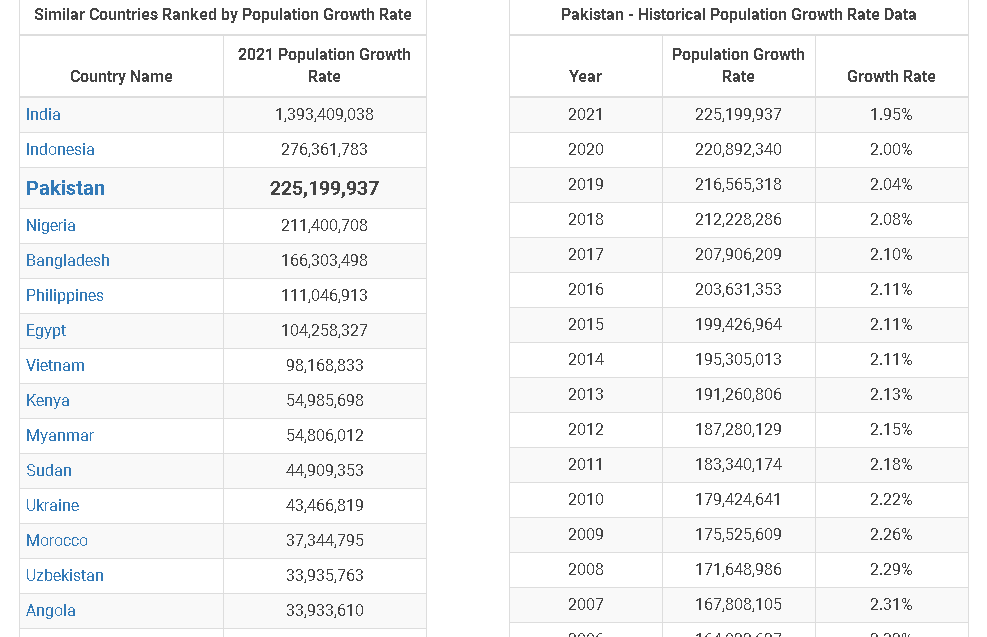 Similar Countries Ranked by Population Growth Rate
Country Name 2021 Population Growth Rate
India 1,393,409,038
Indonesia 276,361,783
Pakistan 225,199,937
Nigeria 211,400,708
Bangladesh 166,303,498
Philippines 111,046,913
Egypt 104,258,327
Vietnam 98,168,833
Kenya 54,985,698
Myanmar 54,806,012
Sudan 44,909,353
Ukraine 43,466,819
Morocco 37,344,795
Uzbekistan 33,935,763
Angola 33,933,610
Pakistan - Historical Population Growth Rate Data
Year Population Growth Rate Growth Rate
2021 225,199,937 1.95%
2020 220,892,340 2.00%
2019 216,565,318 2.04%
2018 212,228,286 2.08%
2017 207,906,209 2.10%
2016 203,631,353 2.11%
2015 199,426,964 2.11%
2014 195,305,013 2.11%
2013 191,260,806 2.13%
2012 187,280,129 2.15%
2011 183,340,174 2.18%
2010 179,424,641 2.22%
2009 175,525,609 2.26%
2008 171,648,986 2.29%
2007 167,808,105 2.31%